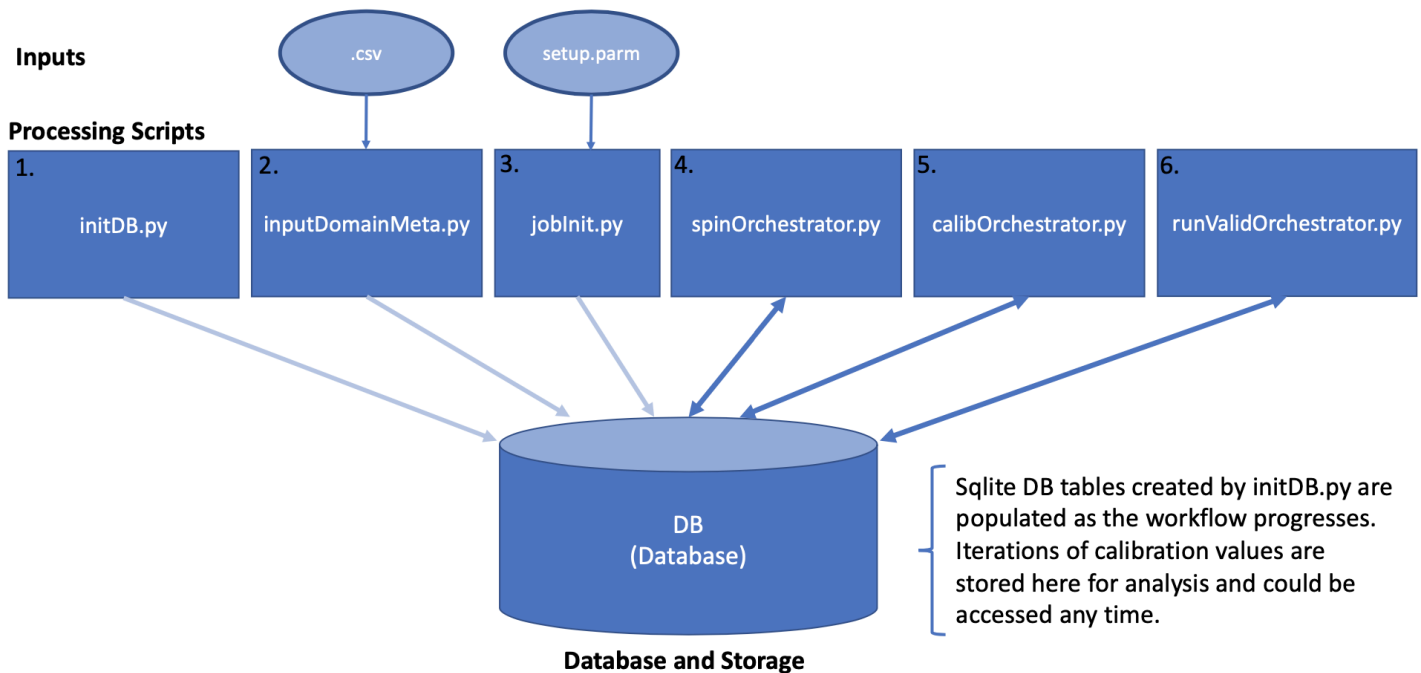 Inputs
.csv
setup.parm
Processing Scripts
1.
initDB.py
2.
inputDomainMeta.py
3.
jobInit.py
4.
spinOrchestrator.py
5.
calibOrchestrator.py
6.
runValidOrchestrator.py
DB
(Database)
Sqlite DB tables created by initDB.py are
populated as the workflow progresses.
Iterations of calibration values are
stored here for analysis and could be
accessed any time.
Database and Storage